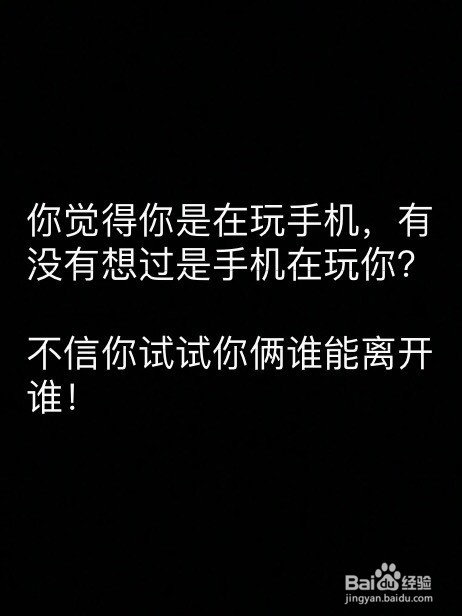 你觉得你是在玩手机，有
没有想过是手机在玩你？
不信你试试你俩谁能离开
谁！
Baidu经验
jingyan.baidu.com